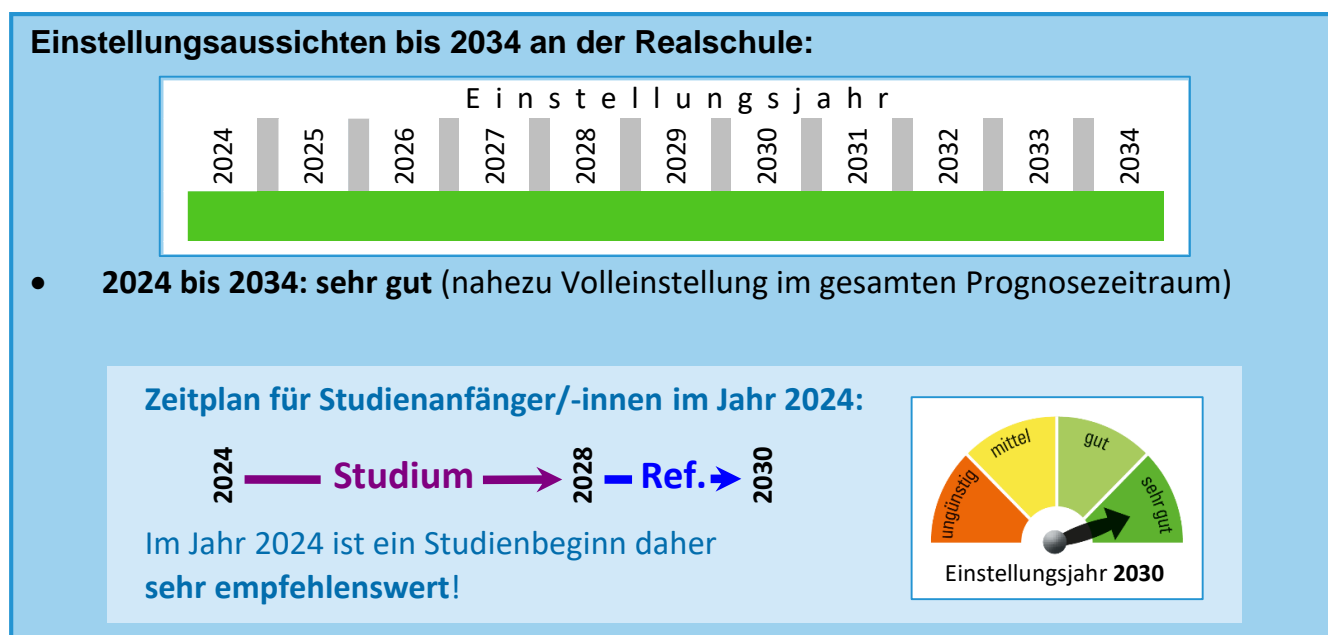 Einstellungsaussichten bis 2034 an der Realschule:
Einstellungsjahr
2024 2025 2026 2027 2028 2029 2030 2031 2032 2033 2034
• 2024 bis 2034: sehr gut (nahezu Volleinstellung im gesamten Prognosezeitraum)
Zeitplan für Studienanfänger/-innen im Jahr 2024:
2024 Studium 2028 Ref. 2030
Im Jahr 2024 ist ein Studienbeginn daher
sehr empfehlenswert!
ungünstig mittel gut sehr gut
Einstellungsjahr 2030